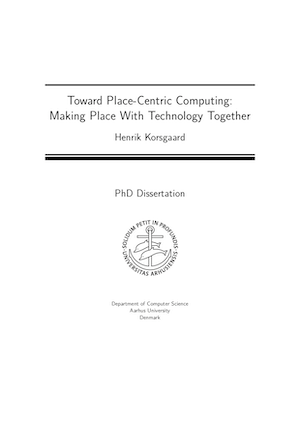 Toward Place-Centric Computing:
Making Place With Technology Together
Henrik Korsgaard
PhD Dissertation
SOLIDUM PETIT IN PROFUNDIS
UNIVERSITAS ARHUSIENSIS
Department of Computer Science
Aarhus University
Denmark